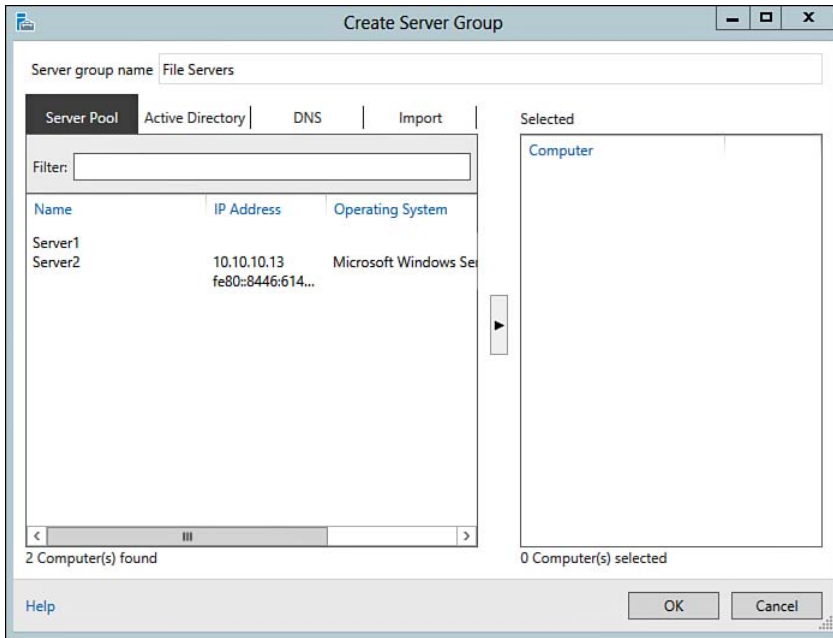 Create Server Group
Server group name File Servers
Server Pool Active Directory DNS Import
Selected
Filter:
Computer
Name IP Address Operating System
Server1
Server2 10.10.10.13 Microsoft Windows Ser
fe80::8446:614...
2 Computer(s) found
0 Computer(s) selected
Help
OK Cancel